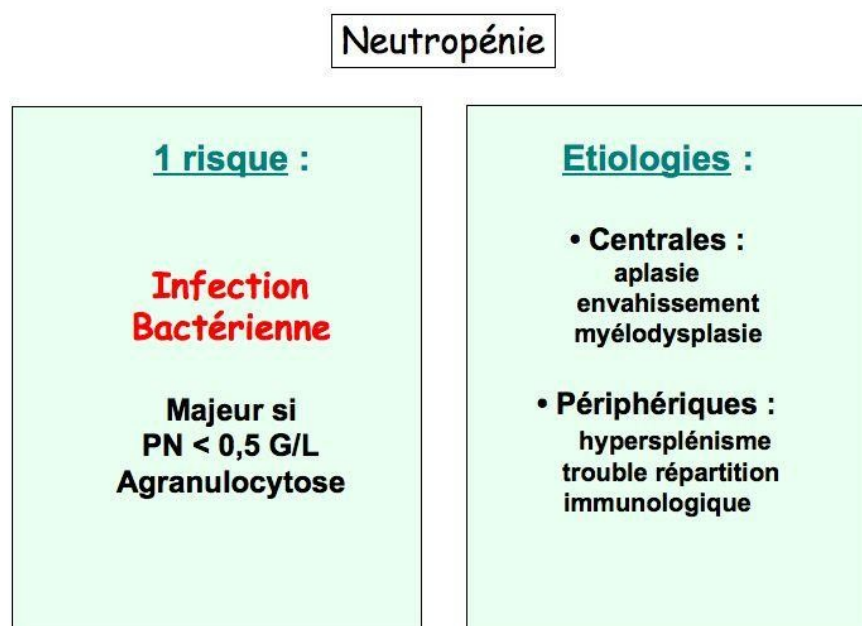 Neutropénie
1 risque :
Infection
Bactérienne
Majeur si
PN < 0,5 G/L
Agranulocytose
Etiologies :
• Centrales :
aplasie
envahissement
myélodysplasie
• Périphériques :
hypersplénisme
trouble répartition
immunologique